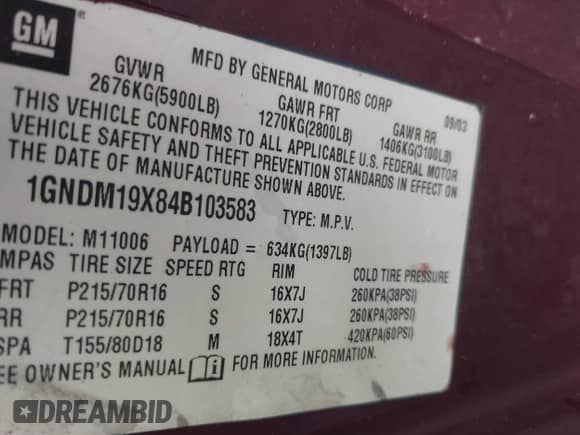 GM ®
MFD BY GENERAL MOTORS CORP 09/03
GVWR GAWR FRT GAWR RR
2676KG(5900LB) 1270KG(2800LB) 1406KG(3100LB)
THIS VEHICLE CONFORMS TO ALL APPLICABLE U.S. FEDERAL MOTOR
VEHICLE SAFETY AND THEFT PREVENTION STANDARDS IN EFFECT ON
THE DATE OF MANUFACTURE SHOWN ABOVE.
1GNDM19X84B103583 TYPE: M.P.V.
MODEL: M11006 PAYLOAD = 634KG(1397LB)
MPAS TIRE SIZE SPEED RTG RIM COLD TIRE PRESSURE
FRT P215/70R16 S 16X7J 260KPA(38PSI)
RR P215/70R16 S 16X7J 260KPA(38PSI)
SPA T155/80D18 M 18X4T 420KPA(60PSI)
EE OWNER'S MANUAL i FOR MORE INFORMATION.
DREAMBID